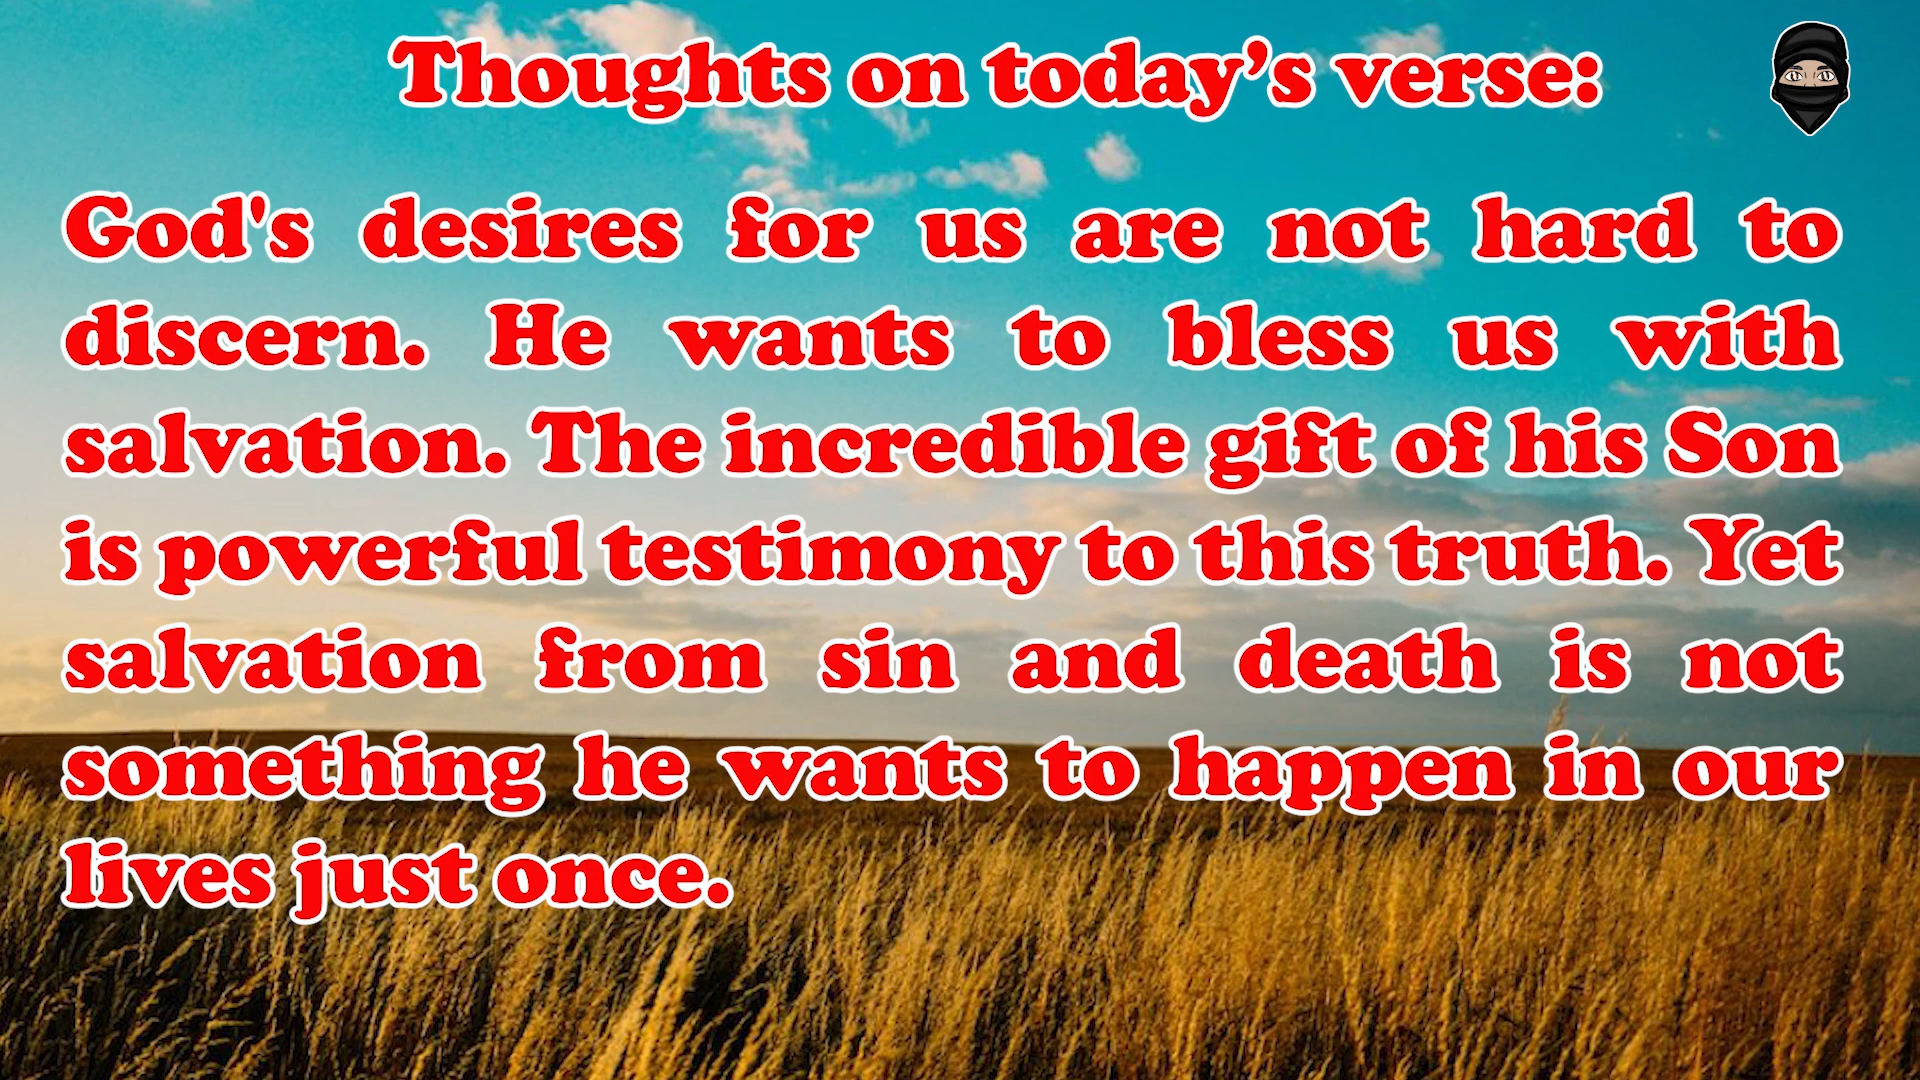 Thoughts on today’s verse:
God's desires for us are not hard to
discern. He wants to bless us with
salvation. The incredible gift of his Son
is powerful testimony to this truth. Yet
salvation from sin and death is not
something he wants to happen in our
lives just once.